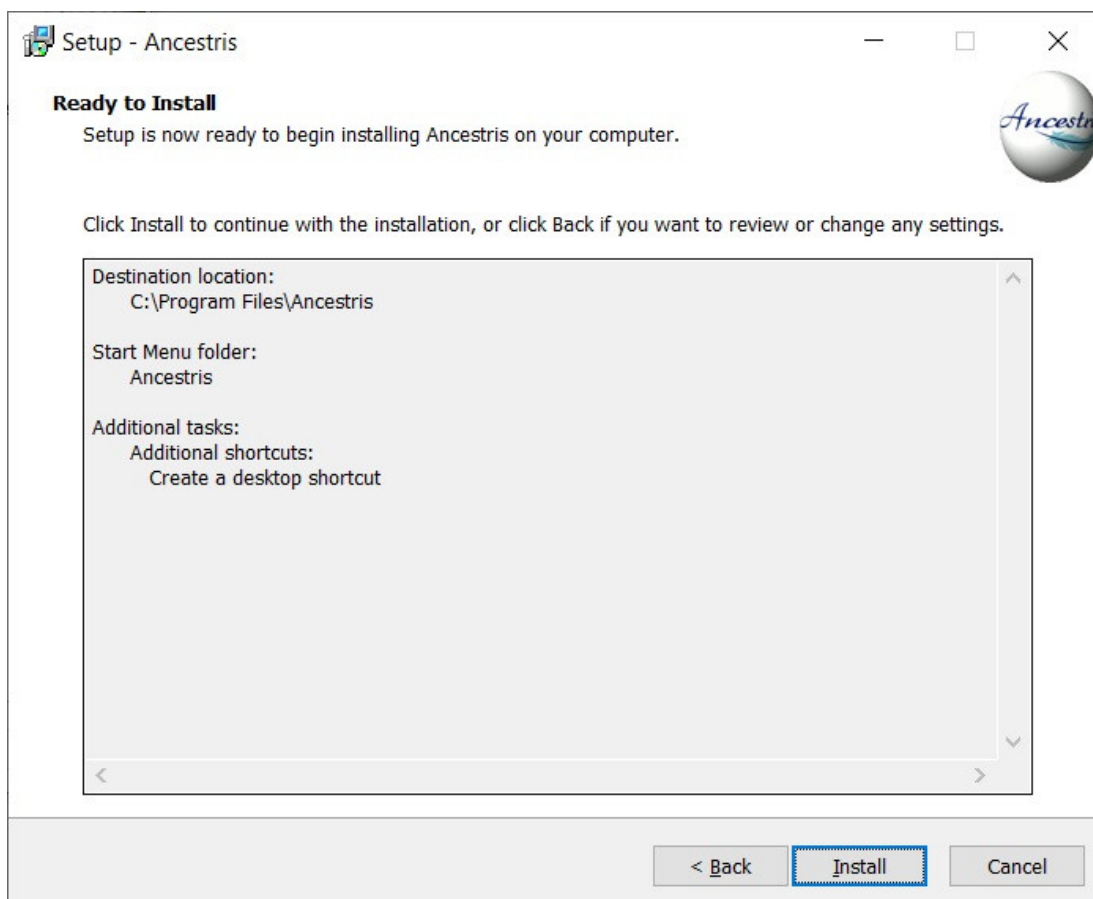 Setup - Ancestris
Ready to Install
Setup is now ready to begin installing Ancestris on your computer.
Click Install to continue with the installation, or click Back if you want to review or change any settings.
Destination location:
C:\Program Files\Ancestris
Start Menu folder:
Ancestris
Additional tasks:
Additional shortcuts:
Create a desktop shortcut
< Back Install Cancel